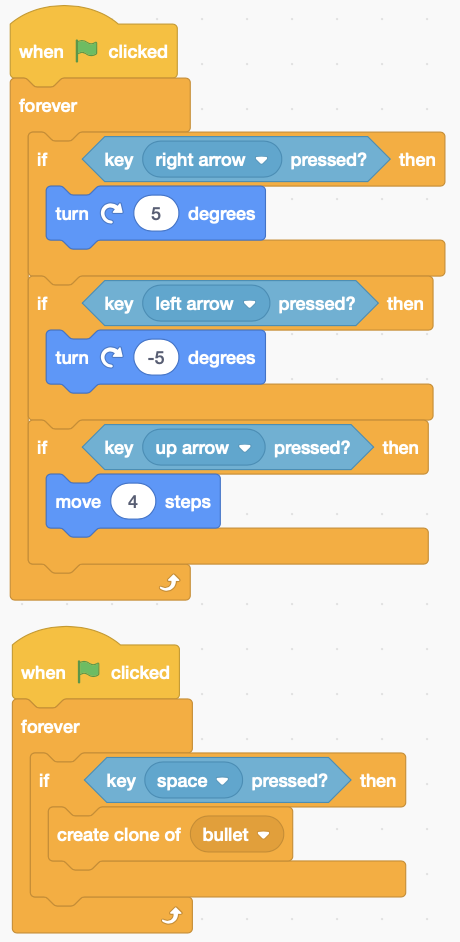 when clicked
forever
if key right arrow pressed? then
turn 5 degrees
if key left arrow pressed? then
turn -5 degrees
if key up arrow pressed? then
move 4 steps
when clicked
forever
if key space pressed? then
create clone of bullet